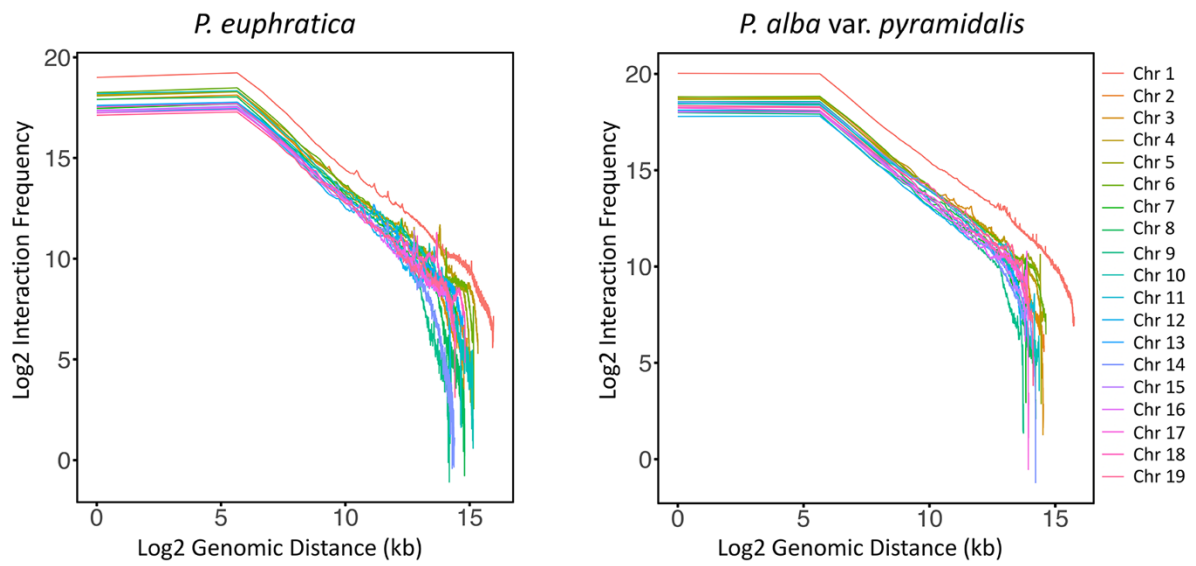 P. euphratica
P. alba var. pyramidalis
Log2 Interaction Frequency
20
15
10
5
0
0
5
10
15
Log2 Genomic Distance (kb)
Log2 Interaction Frequency
20
15
10
5
0
0
5
10
15
Log2 Genomic Distance (kb)
Chr 1
Chr 2
Chr 3
Chr 4
Chr 5
Chr 6
Chr 7
Chr 8
Chr 9
Chr 10
Chr 11
Chr 12
Chr 13
Chr 14
Chr 15
Chr 16
Chr 17
Chr 18
Chr 19